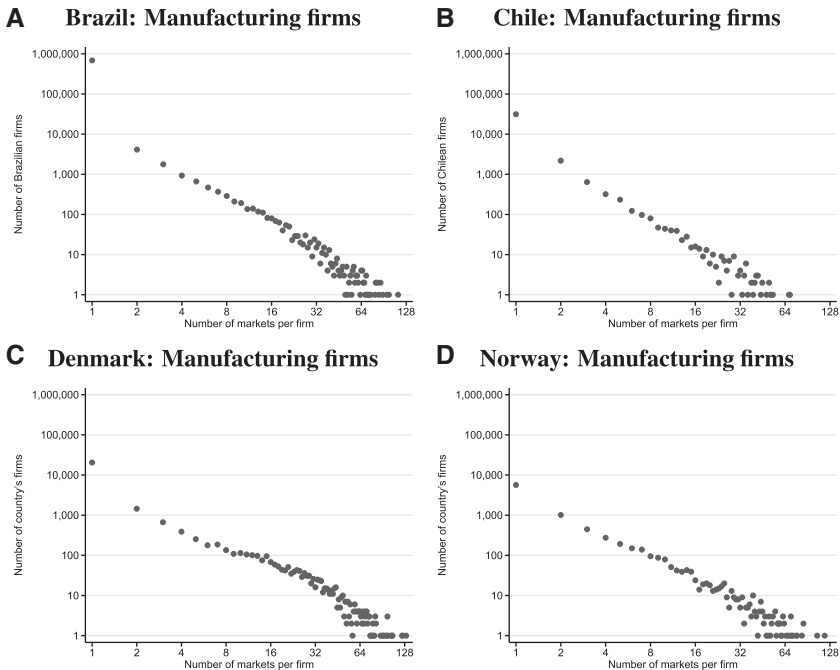 A Brazil: Manufacturing firms
Number of Brazilian firms
1,000,000
100,000
10,000
1,000
100
10
1
1 2 4 8 16 32 64 128
Number of markets per firm
B Chile: Manufacturing firms
Number of Chilean firms
1,000,000
100,000
10,000
1,000
100
10
1
1 2 4 8 16 32 64 128
Number of markets per firm
C Denmark: Manufacturing firms
Number of country's firms
1,000,000
100,000
10,000
1,000
100
10
1
1 2 4 8 16 32 64 128
Number of markets per firm
D Norway: Manufacturing firms
Number of country's firms
1,000,000
100,000
10,000
1,000
100
10
1
1 2 4 8 16 32 64 128
Number of markets per firm